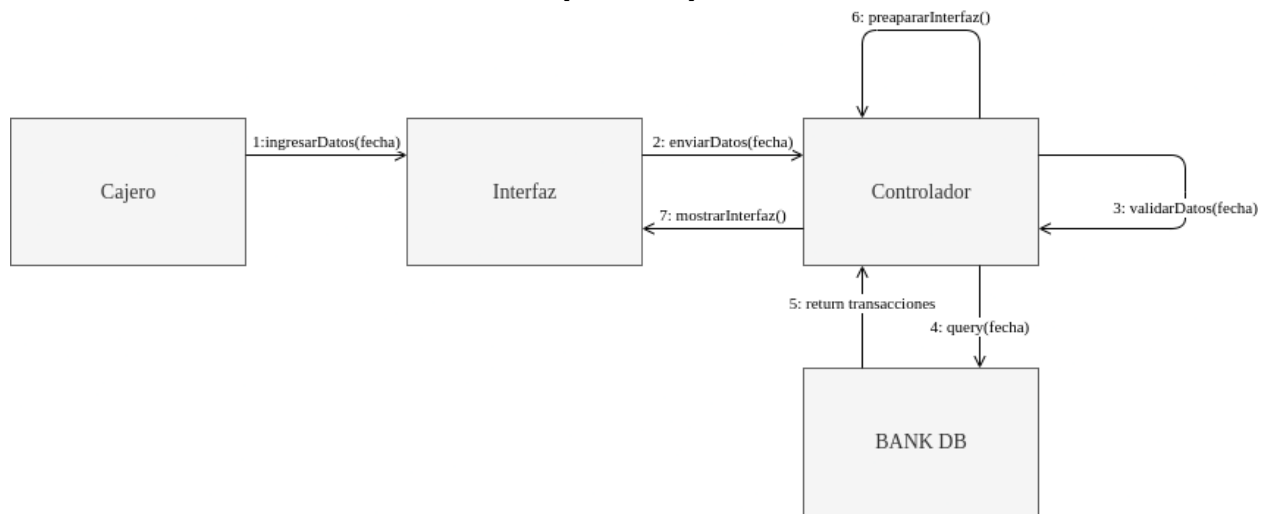 6: preapararInterfaz()
1:ingresarDatos(fecha)
2: enviarDatos(fecha)
Cajero
Interfaz
Controlador
3: validarDatos(fecha)
7: mostrarInterfaz()
5: return transacciones
4: query(fecha)
BANK DB